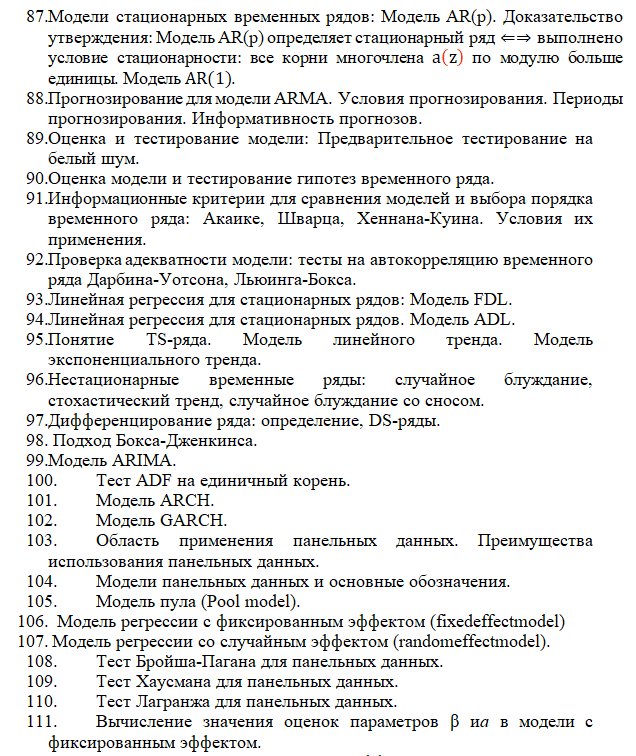 87.Модели стационарных временных рядов: Модель AR(p). Доказательство
утверждения: Модель AR(p) определяет стационарный ряд ⇐⇒ выполнено
условие стационарности: все корни многочлена a(z) по модулю больше
единицы. Модель AR(1).
88.Прогнозирование для модели ARMA. Условия прогнозирования. Периоды
прогнозирования. Информативность прогнозов.
89.Оценка и тестирование модели: Предварительное тестирование на
белый шум.
90.Оценка модели и тестирование гипотез временного ряда.
91.Информационные критерии для сравнения моделей и выбора порядка
временного ряда: Акаике, Шварца, Хеннана-Куина. Условия их
применения.
92.Проверка адекватности модели: тесты на автокорреляцию временного
ряда Дарбина-Уотсона, Льюинга-Бокса.
93.Линейная регрессия для стационарных рядов: Модель FDL.
94.Линейная регрессия для стационарных рядов. Модель ADL.
95.Понятие TS-ряда. Модель линейного тренда. Модель
экспоненциального тренда.
96.Нестационарные временные ряды: случайное блуждание,
стохастический тренд, случайное блуждание со сносом.
97.Дифференцирование ряда: определение, DS-ряды.
98. Подход Бокса-Дженкинса.
99.Модель ARIMA.
100. Тест ADF на единичный корень.
101. Модель ARCH.
102. Модель GARCH.
103. Область применения панельных данных. Преимущества
использования панельных данных.
104. Модели панельных данных и основные обозначения.
105. Модель пула (Pool model).
106. Модель регрессии с фиксированным эффектом (fixedeffectmodel)
107. Модель регрессии со случайным эффектом (randomeffectmodel).
108. Тест Бройша-Пагана для панельных данных.
109. Тест Хаусмана для панельных данных.
110. Тест Лагранжа для панельных данных.
111. Вычисление значения оценок параметров β иa в модели с
фиксированным эффектом.